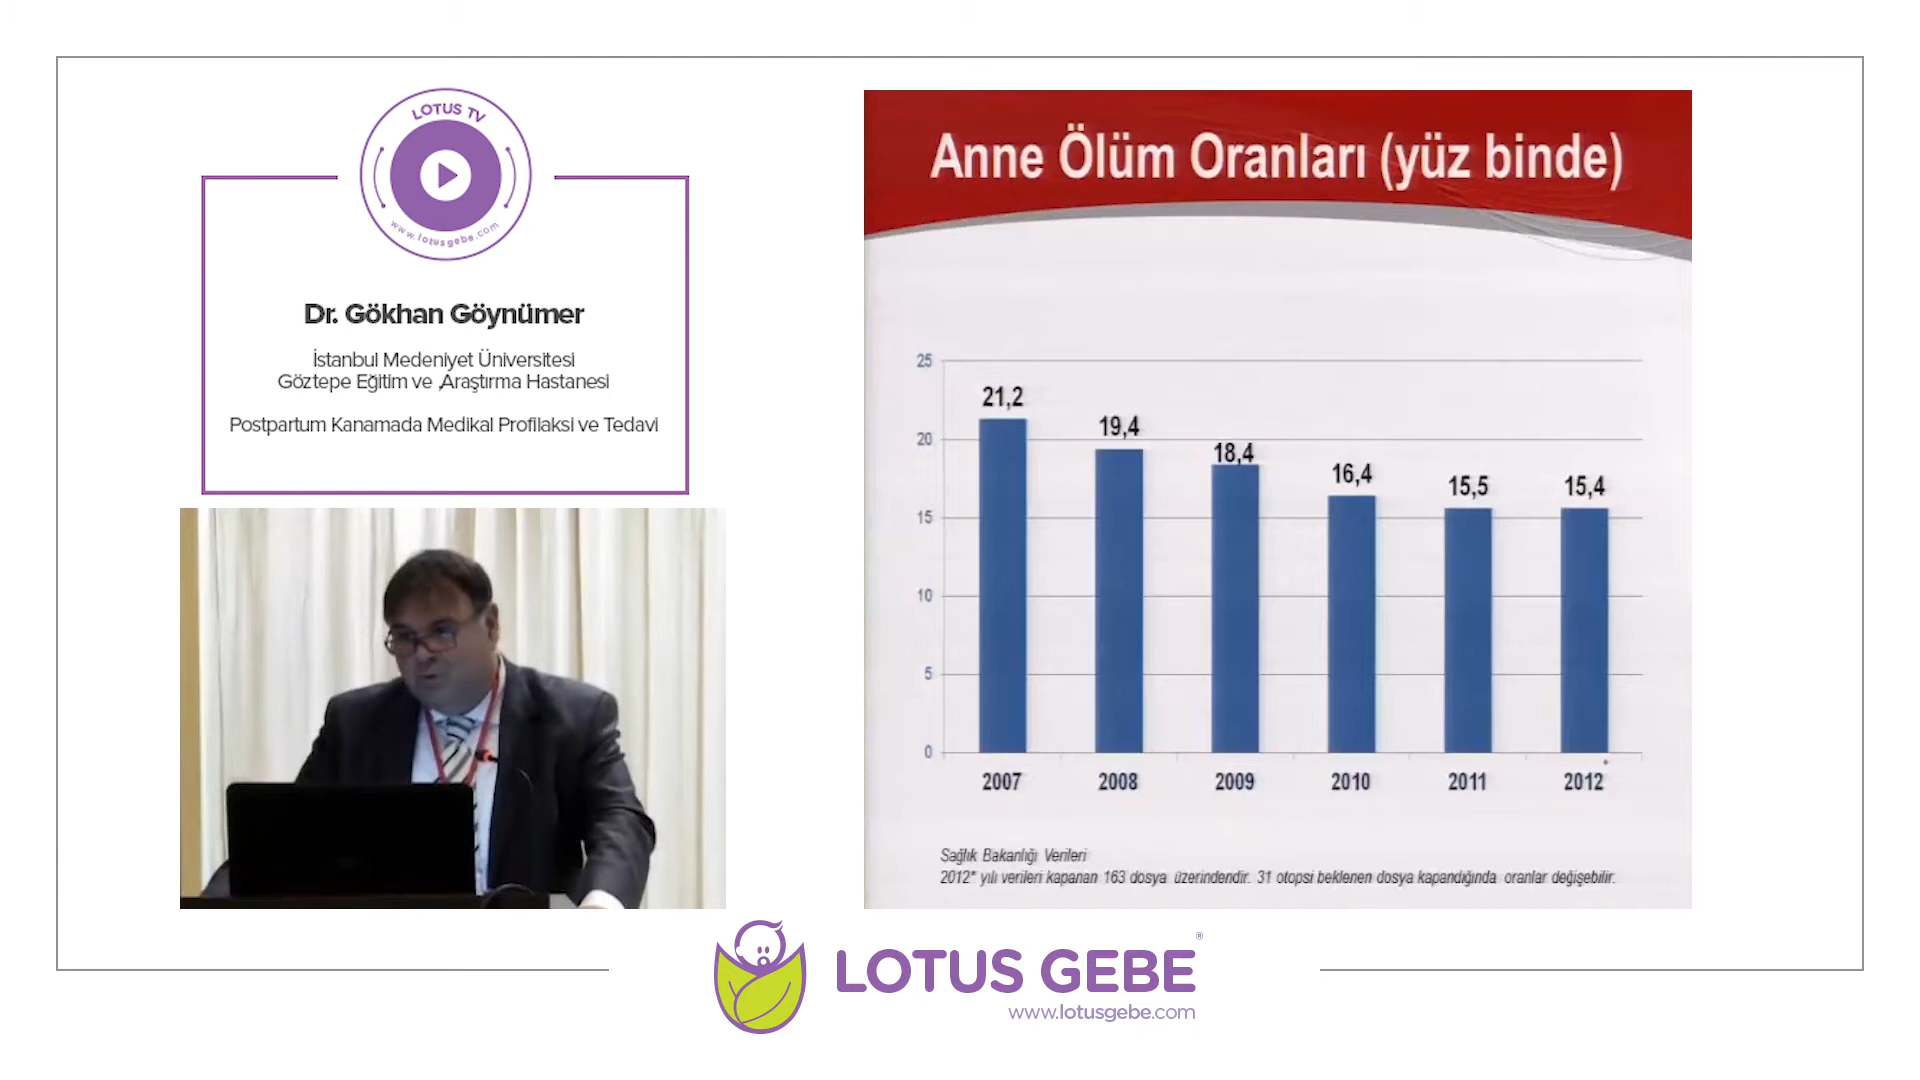 LOTUS TV
www.lotusgebe.com
Dr. Gökhan Göynümer
İstanbul Medeniyet Üniversitesi
Göztepe Eğitim ve ,Araştırma Hastanesi
Postpartum Kanamada Medikal Profilaksi ve Tedavi
Anne Ölüm Oranları (yüz binde)
25
20
15
10
5
0
21,2
19,4
18,4
16,4
15,5
15,4
2007
2008
2009
2010
2011
2012*
Sağlık Bakanlığı Verileri
2012* yılı verileri kapanan 163 dosya üzerindendir. 31 otopsi beklenen dosya kapandığında oranlar değişebilir.
LOTUS GEBE®
www.lotusgebe.com